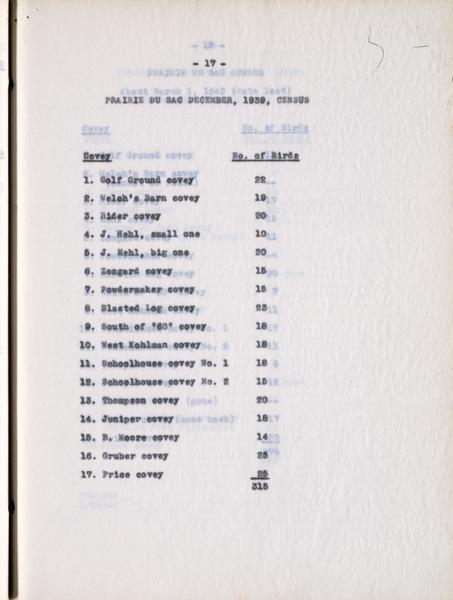 - 17 -
PRAIRIE DU SAC DECEMBER, 1939, CENSUS
Covey No. of Birds
1. Golf Ground covey 22
2. Welch's Barn covey 19
3. Rider covey 20
4. J. Hehl, small one 10
5. J. Hehl, big one 20
6. Zongard covey 15
7. Powdermaker covey 15
8. Blasted Log covey 23
9. South of "60" covey 18
10. West Kohlman covey 18
11. Schoolhouse covey No. 1 18
12. Schoolhouse covey No. 2 15
13. Thompson covey 20
14. Juniper covey 18
15. R. Moore covey 14
16. Gruber covey 25
17. Price covey 25
315